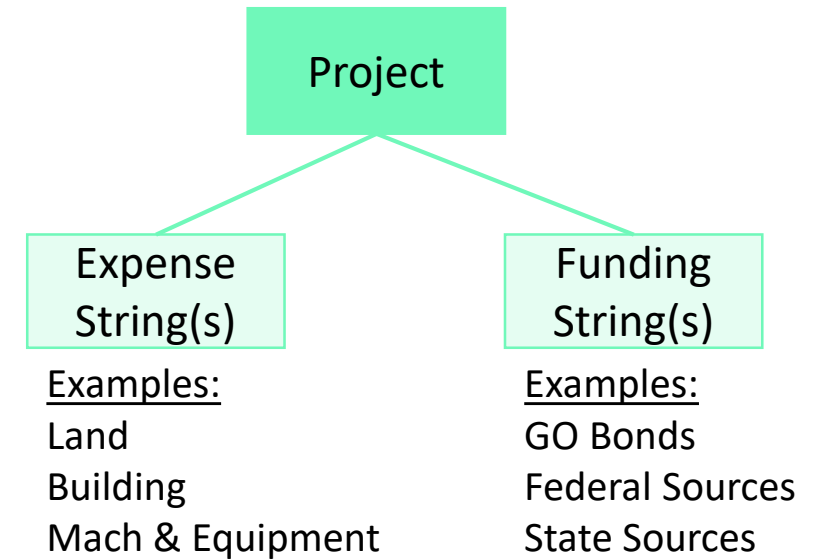 Project
Expense
String(s)
Funding
String(s)
Examples:
Land
Building
Mach & Equipment
Examples:
GO Bonds
Federal Sources
State Sources